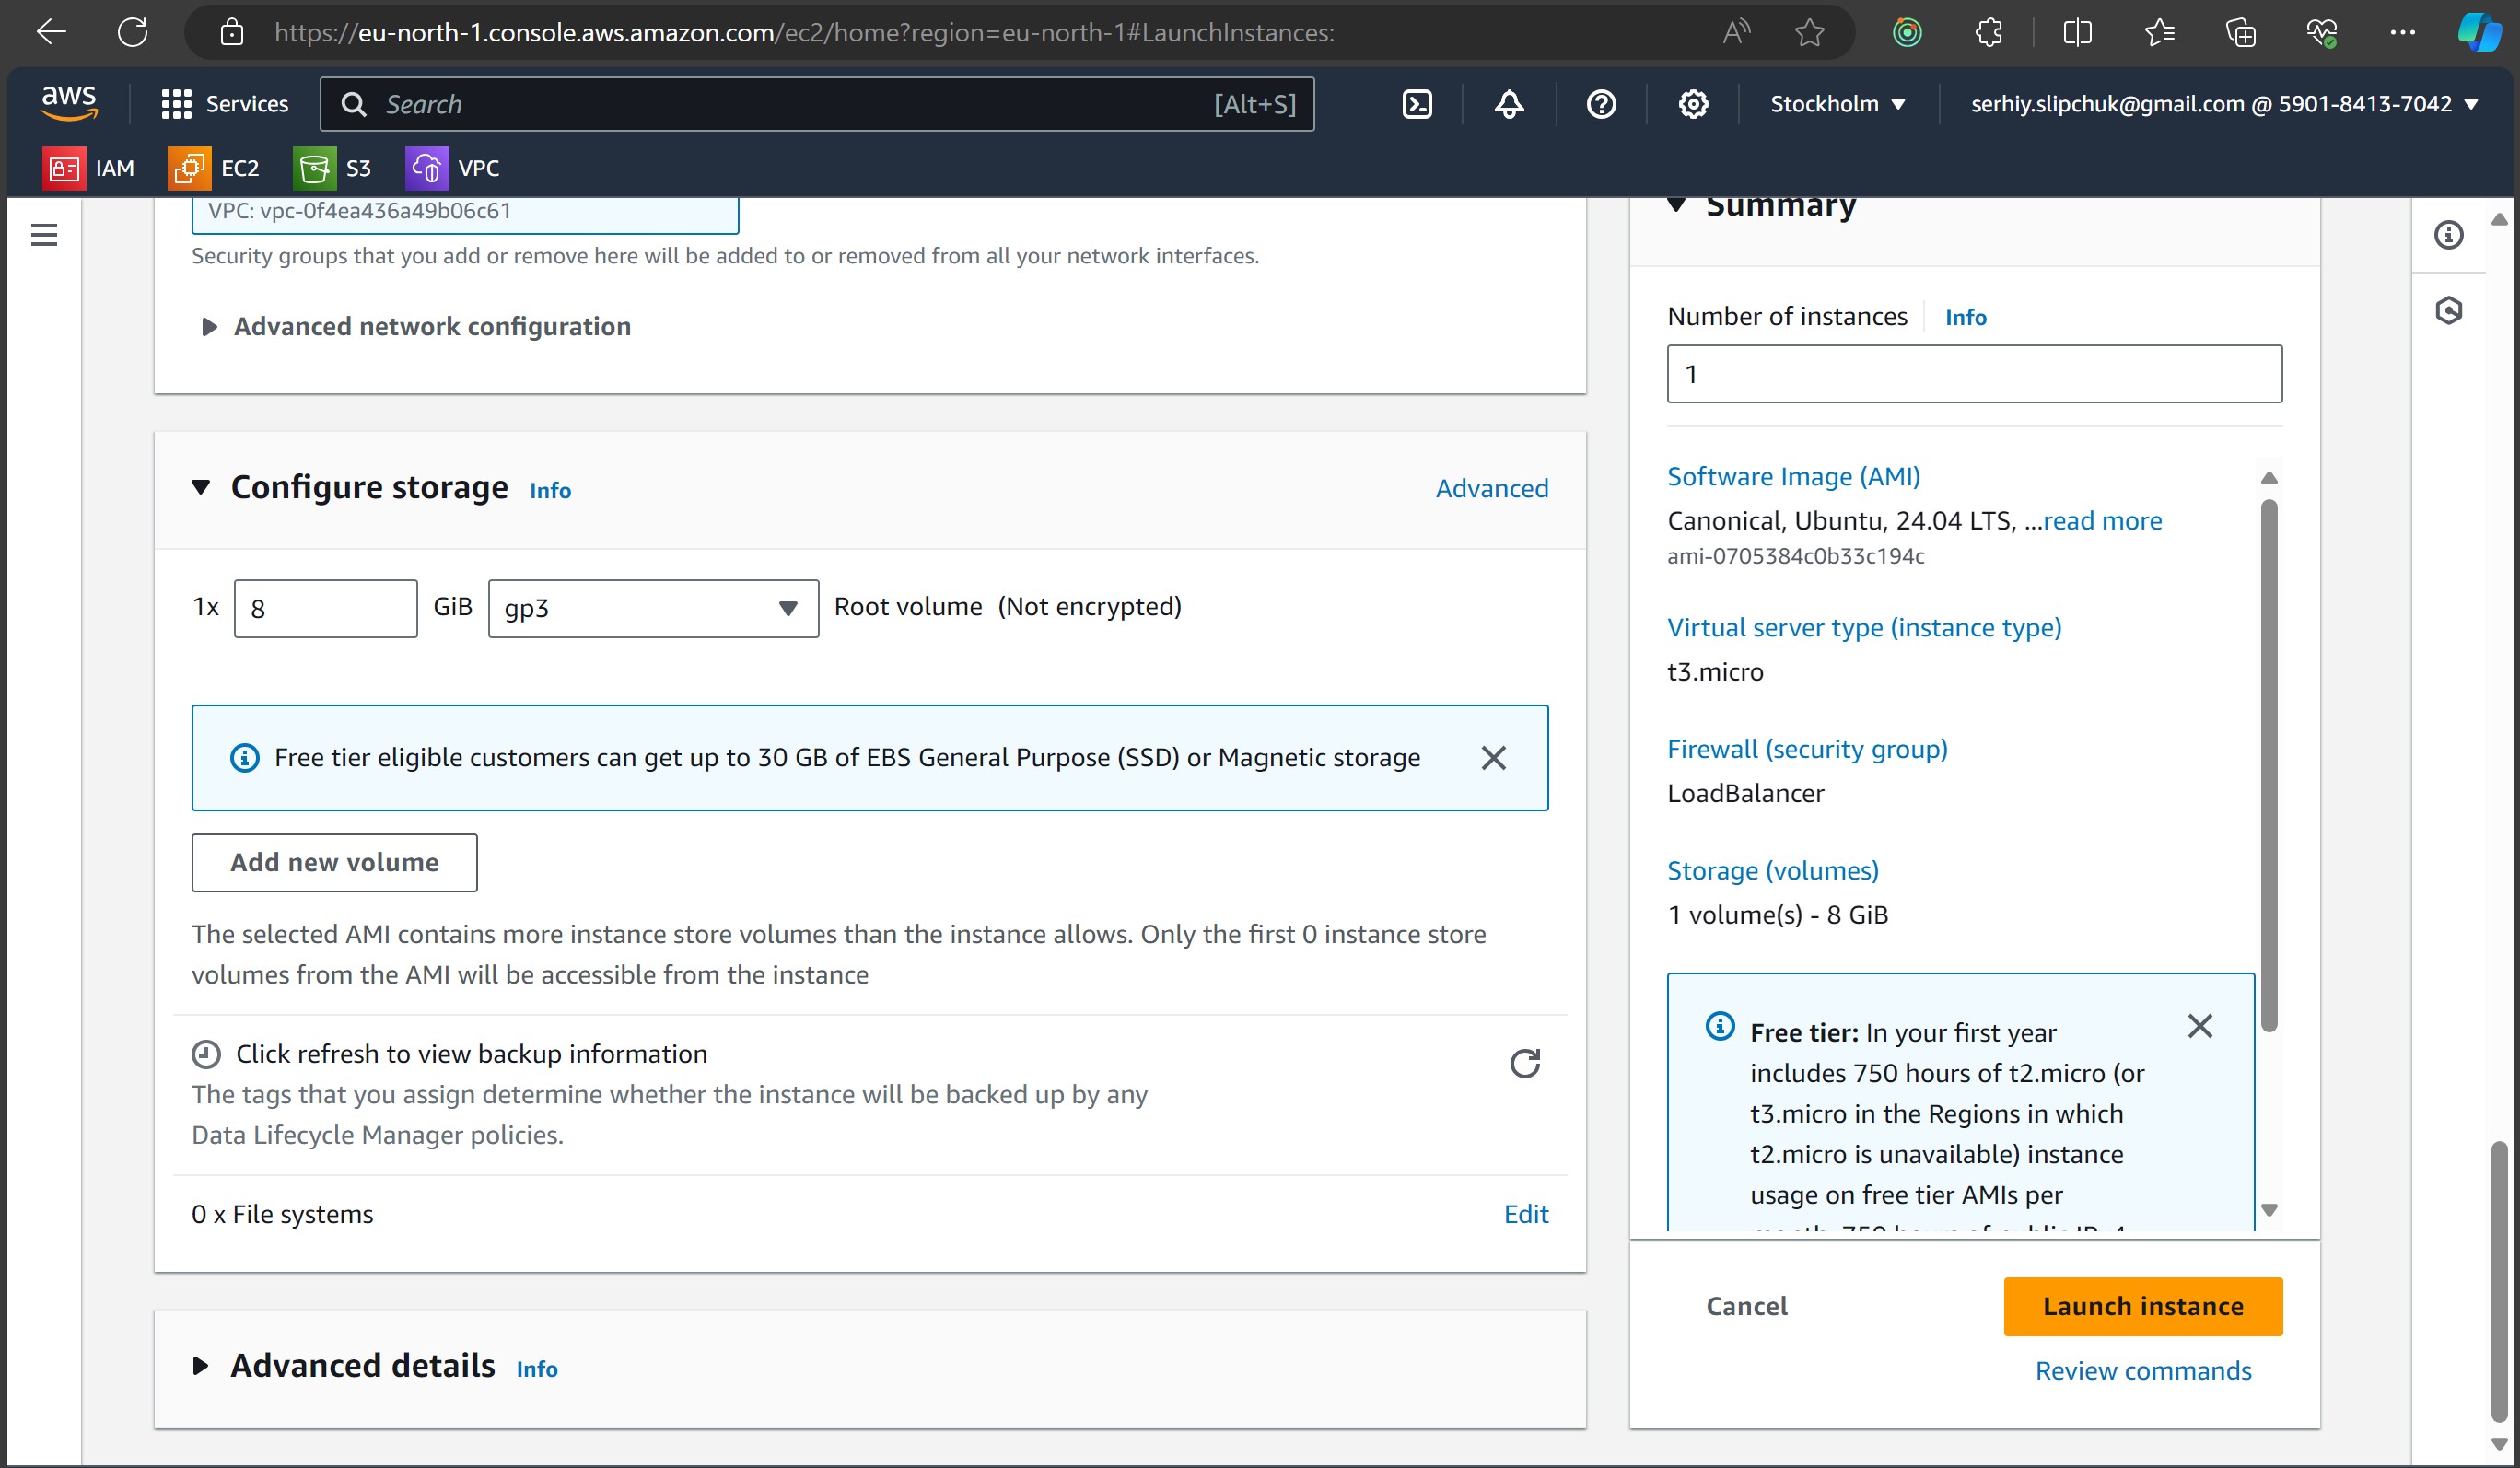 https://eu-north-1.console.aws.amazon.com/ec2/home?region=eu-north-1#LaunchInstances:
aws
Services
Search
[Alt+S]
Stockholm
serhiy.slipchuk@gmail.com @ 5901-8413-7042
IAM
EC2
S3
VPC
VPC: vpc-0f4ea436a49b06c61
Security groups that you add or remove here will be added to or removed from all your network interfaces.
Advanced network configuration
Configure storage
Info
Advanced
1x
8
GiB
gp3
Root volume (Not encrypted)
Free tier eligible customers can get up to 30 GB of EBS General Purpose (SSD) or Magnetic storage
Add new volume
The selected AMI contains more instance store volumes than the instance allows. Only the first 0 instance store
volumes from the AMI will be accessible from the instance
Click refresh to view backup information
The tags that you assign determine whether the instance will be backed up by any
Data Lifecycle Manager policies.
0 x File systems
Edit
Advanced details
Info
Summary
Number of instances
Info
1
Software Image (AMI)
Canonical, Ubuntu, 24.04 LTS, ...read more
ami-0705384c0b33c194c
Virtual server type (instance type)
t3.micro
Firewall (security group)
LoadBalancer
Storage (volumes)
1 volume(s) - 8 GiB
Free tier: In your first year
includes 750 hours of t2.micro (or
t3.micro in the Regions in which
t2.micro is unavailable) instance
usage on free tier AMIs per
month, 750 hours of public IPv4
Cancel
Launch instance
Review commands